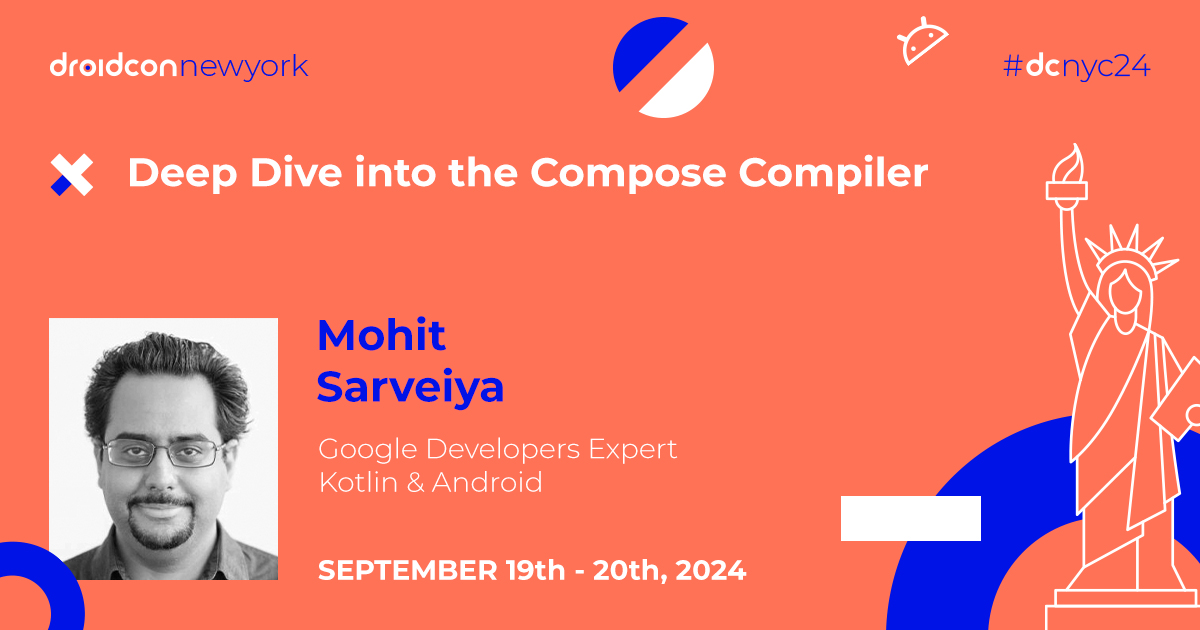 droidconnewyork
#dcnyc24
Deep Dive into the Compose Compiler
Mohit
Sarveiya
Google Developers Expert
Kotlin & Android
SEPTEMBER 19th - 20th, 2024